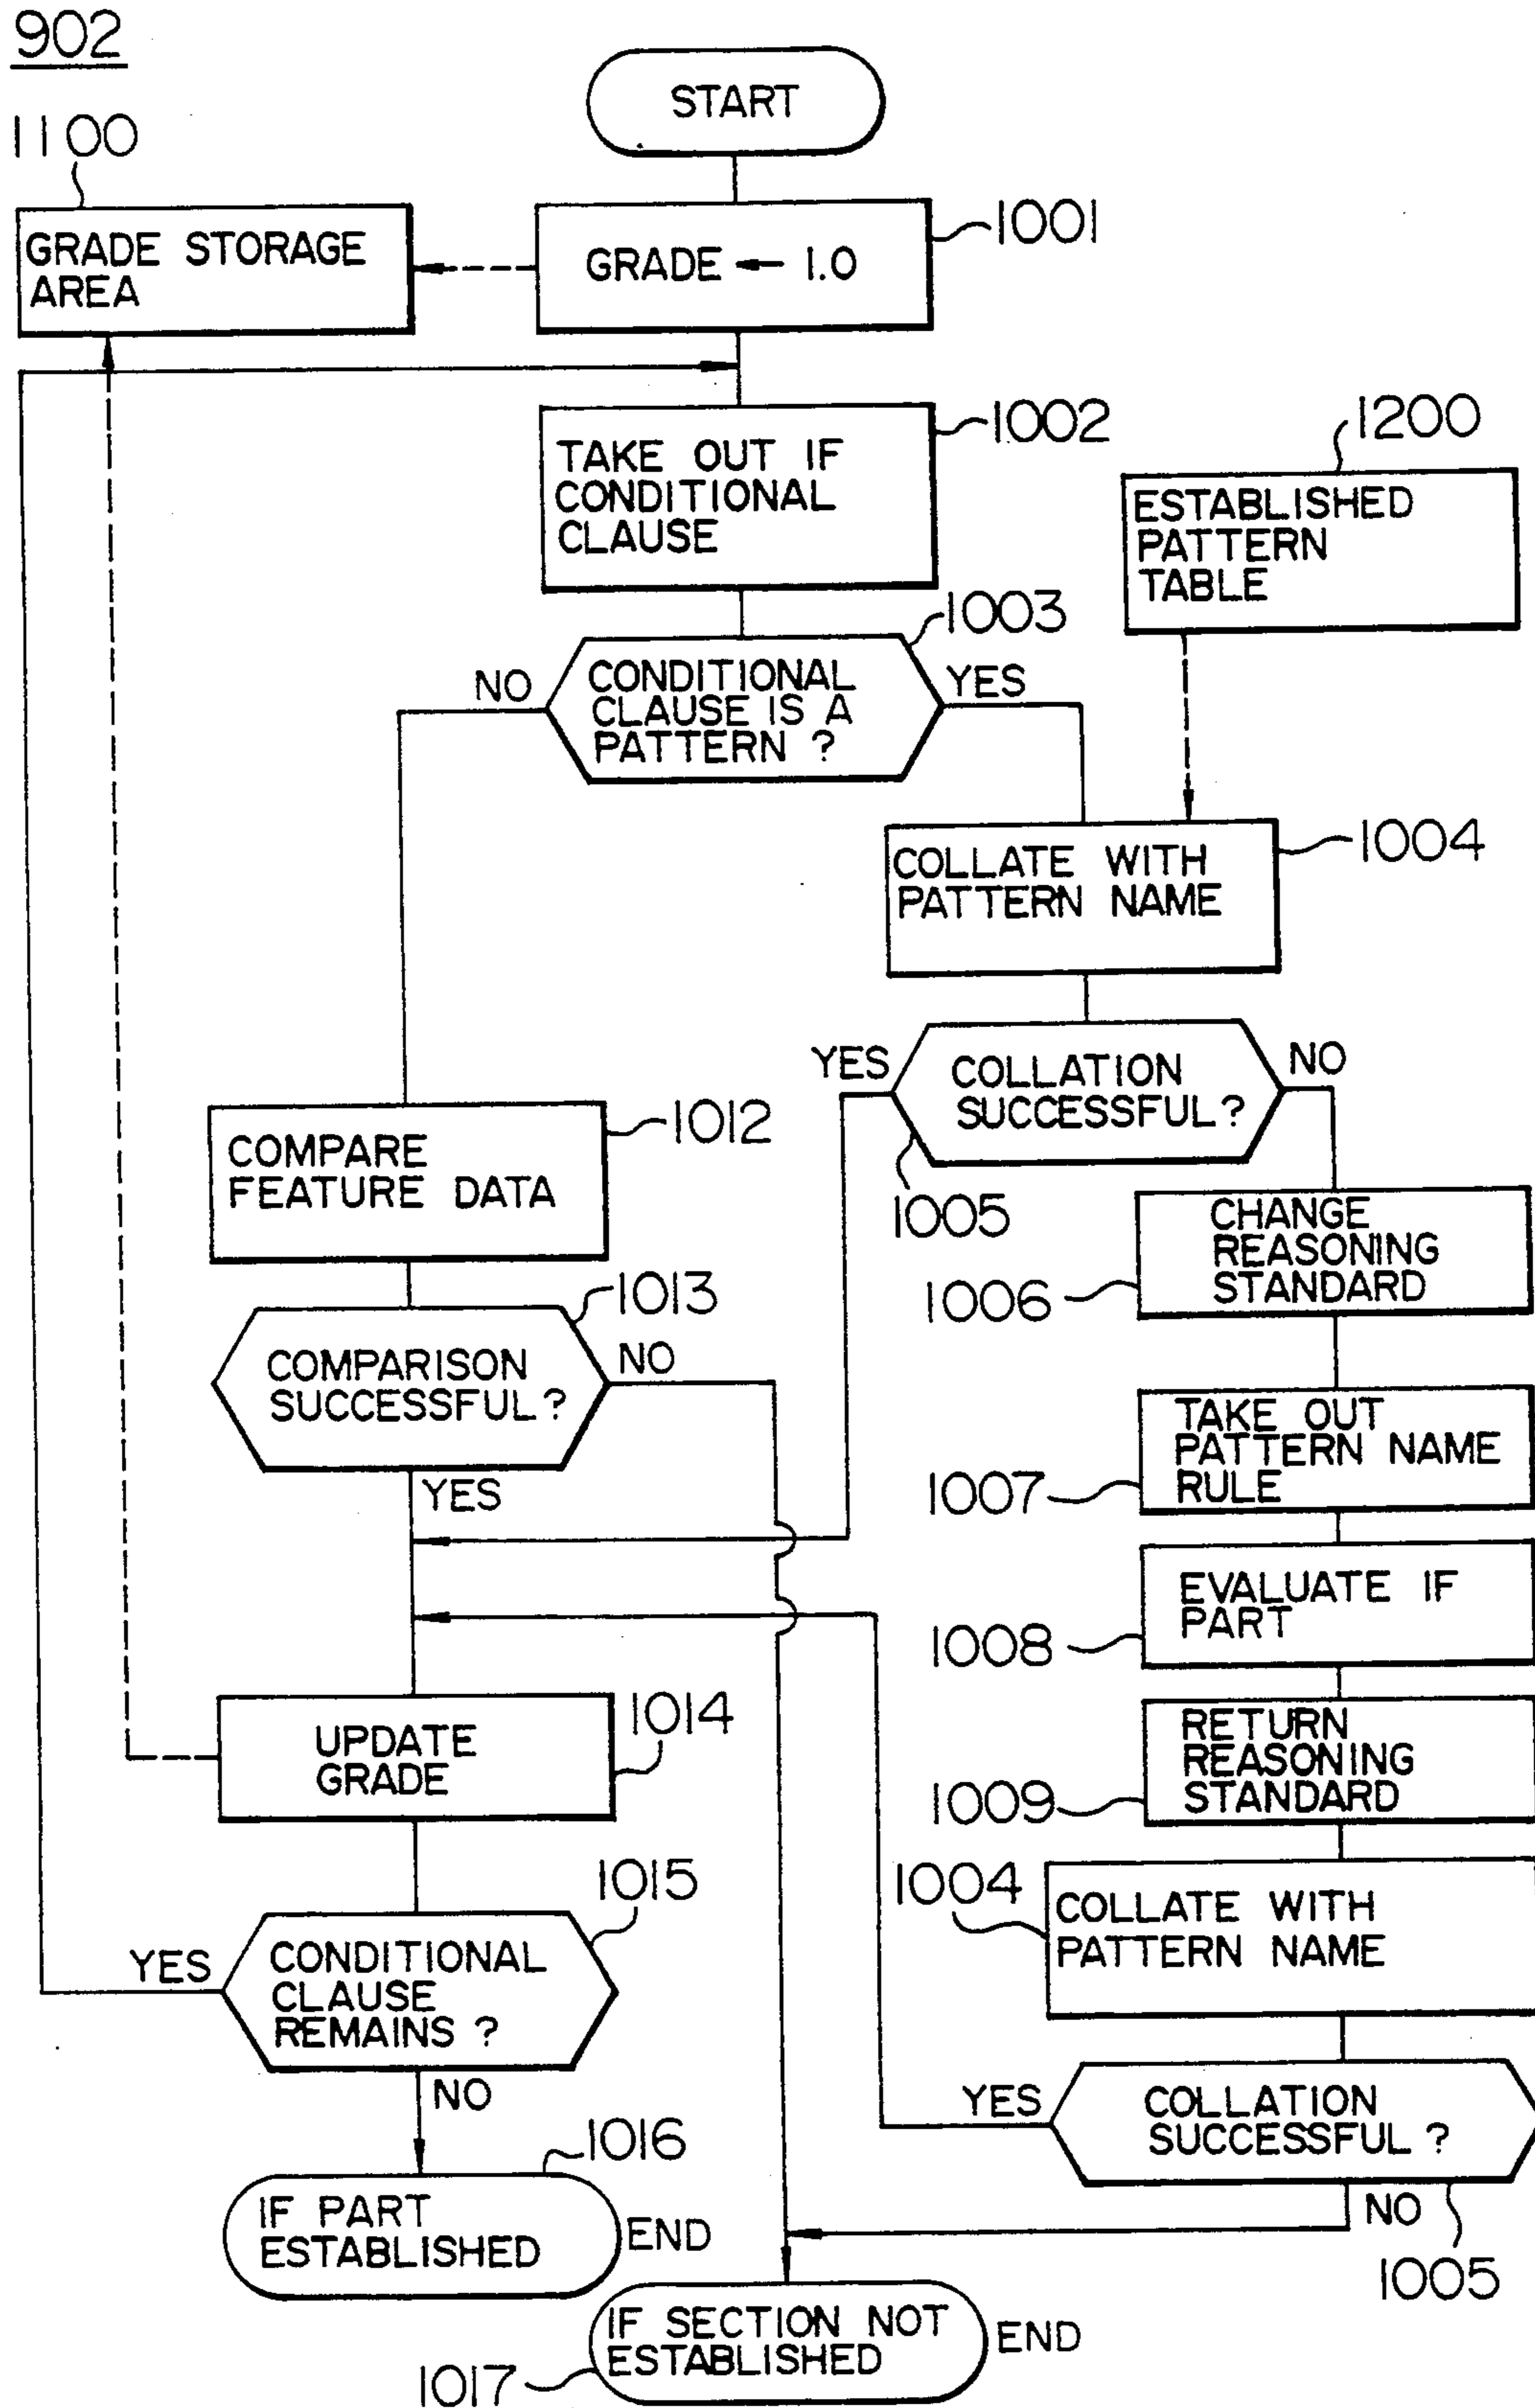 902
START
1100
GRADE STORAGE
AREA
GRADE ← 1.0
1001
TAKE OUT IF
CONDITIONAL
CLAUSE
1002
1200
ESTABLISHED
PATTERN
TABLE
1003
NO
CONDITIONAL
CLAUSE IS A
PATTERN ?
YES
COLLATE WITH
PATTERN NAME
1004
YES
COLLATION
SUCCESSFUL?
NO
1005
COMPARE
FEATURE DATA
1012
CHANGE
REASONING
STANDARD
1006
1013
COMPARISON
SUCCESSFUL?
NO
YES
TAKE OUT
PATTERN NAME
RULE
1007
EVALUATE IF
PART
1008
UPDATE
GRADE
1014
RETURN
REASONING
STANDARD
1009
1004
COLLATE WITH
PATTERN NAME
1015
YES
CONDITIONAL
CLAUSE
REMAINS ?
NO
YES
COLLATION
SUCCESSFUL ?
NO
1005
1016
IF PART
ESTABLISHED
END
IF SECTION NOT
ESTABLISHED
END
1017